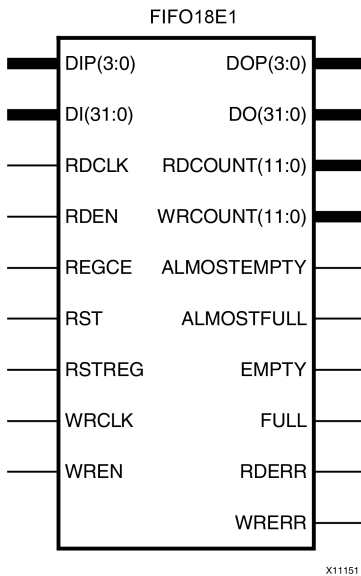 FIFO18E1
DIP(3:0) DOP(3:0)
DI(31:0) DO(31:0)
RDCLK RDCOUNT(11:0)
RDEN WRCOUNT(11:0)
REGCE ALMOSTEMPTY
RST ALMOSTFULL
RSTREG EMPTY
WRCLK FULL
WREN RDERR
WRERR
X11151